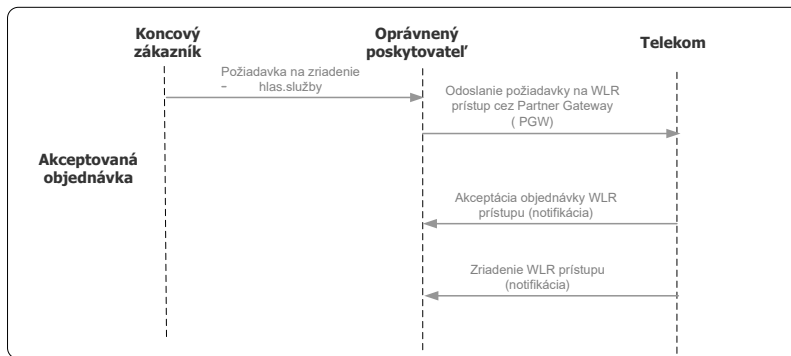 Koncový
zákazník
Oprávnený
poskytovateľ
Telekom
Požiadavka na zriadenie
- hlas.služby
Odoslanie požiadavky na WLR
prístup cez Partner Gateway
( PGW)
Akceptovaná
objednávka
Akceptácia objednávky WLR
prístupu (notifikácia)
Zriadenie WLR prístupu
(notifikácia)